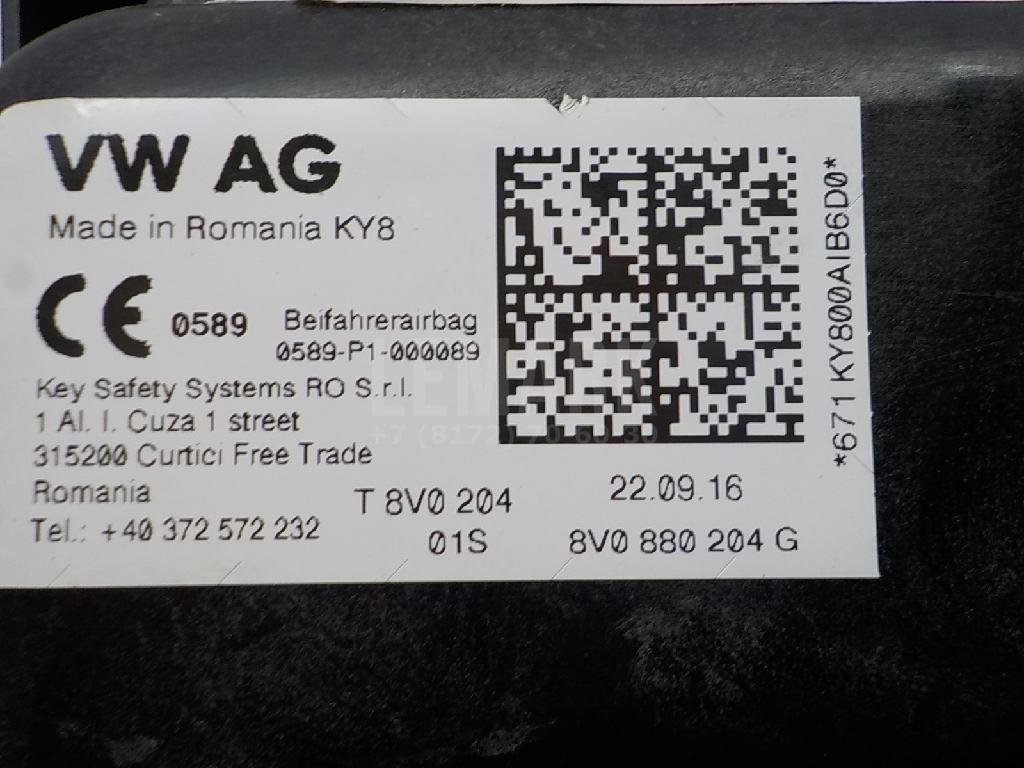 VW AG
Made in Romania KY8
CE 0589 Beifahrerairbag
0589-P1-000089
Key Safety Systems RO S.r.l.
1 Al. I. Cuza 1 street
315200 Curtici Free Trade
Romania
Tel.: +40 372 572 232
T 8V0 204
01S
22.09.16
8V0 880 204 G
*671 KY800AIB6D0*